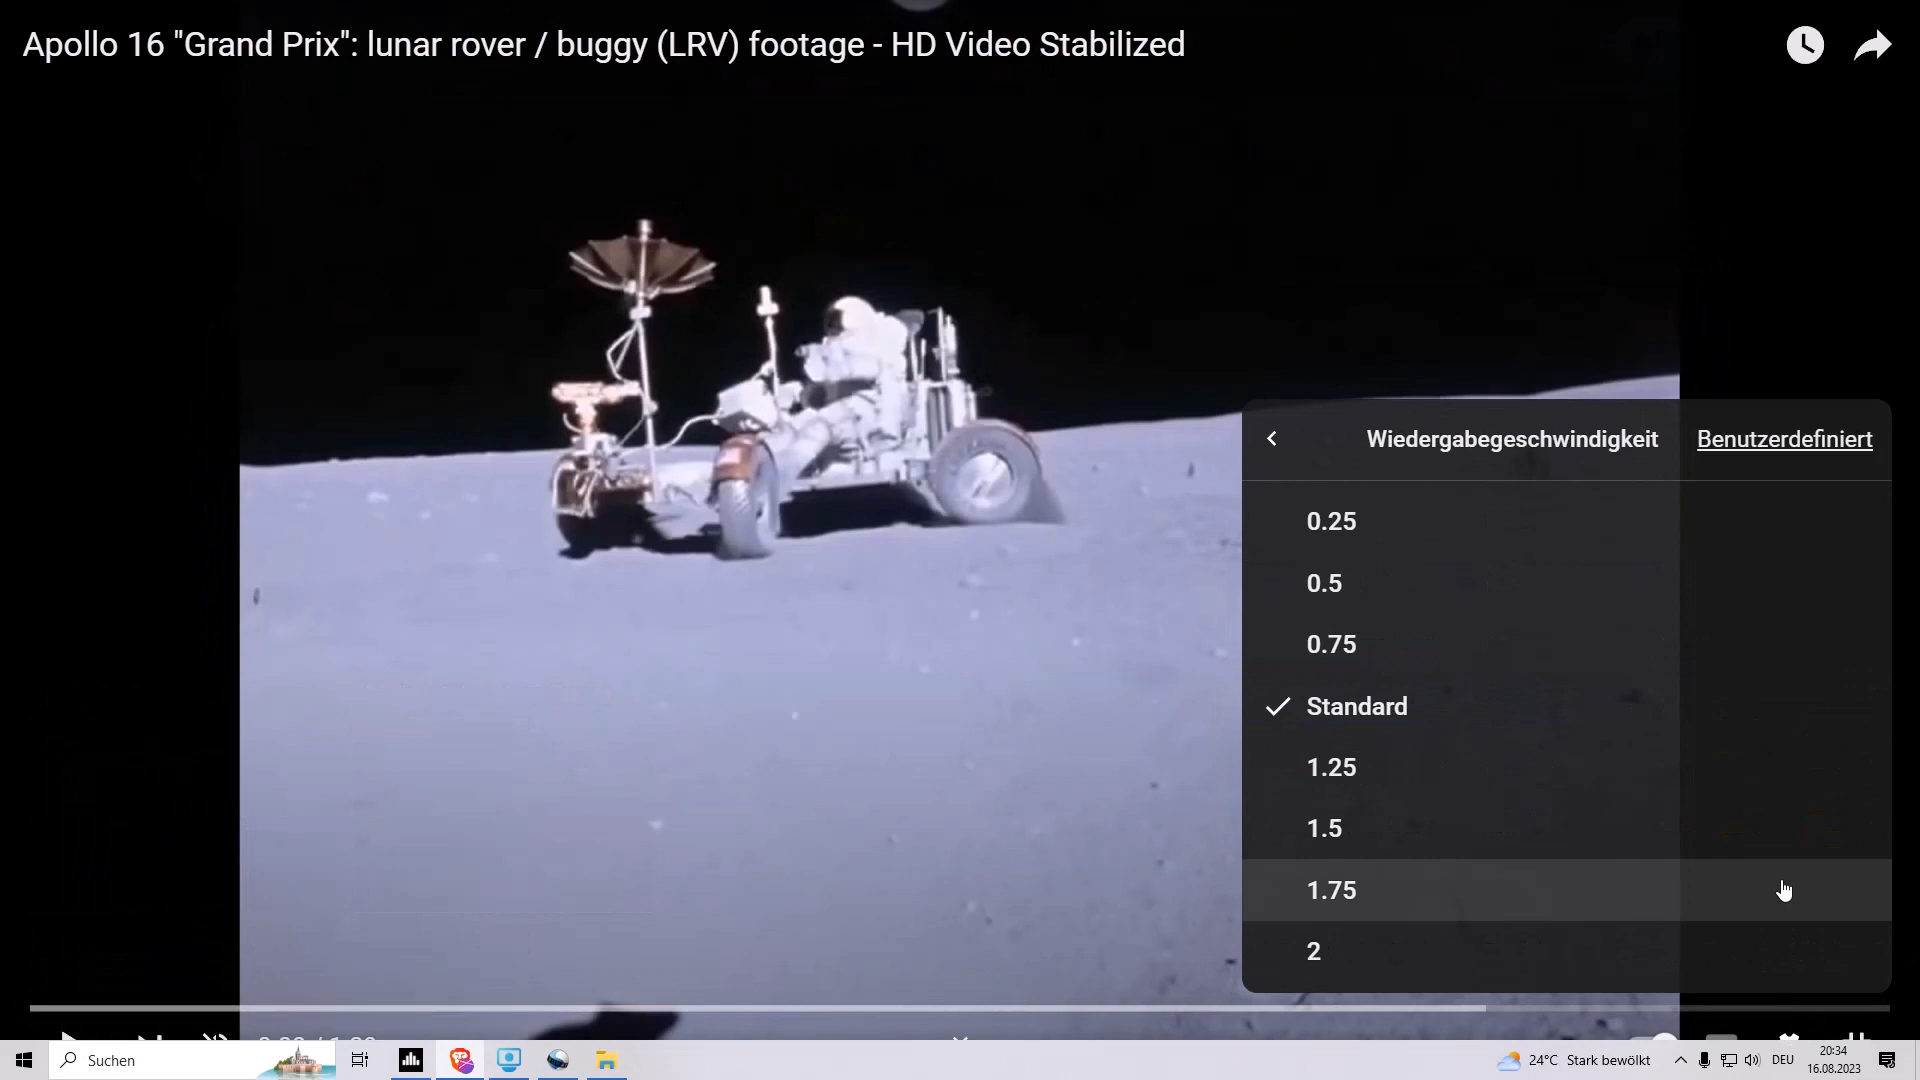 Apollo 16 "Grand Prix": lunar rover / buggy (LRV) footage - HD Video Stabilized
Wiedergabegeschwindigkeit Benutzerdefiniert
0.25
0.5
0.75
Standard
1.25
1.5
1.75
2
Suchen
24°C Stark bewölkt
DEU
20:34
16.08.2023